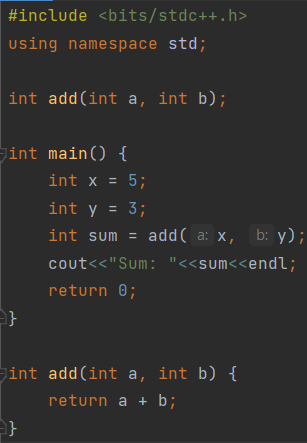 #include <bits/stdc++.h>
using namespace std;

int add(int a, int b);

int main() {
    int x = 5;
    int y = 3;
    int sum = add( a: x,  b: y);
    cout<<"Sum: "<<sum<<endl;
    return 0;
}

int add(int a, int b) {
    return a + b;
}